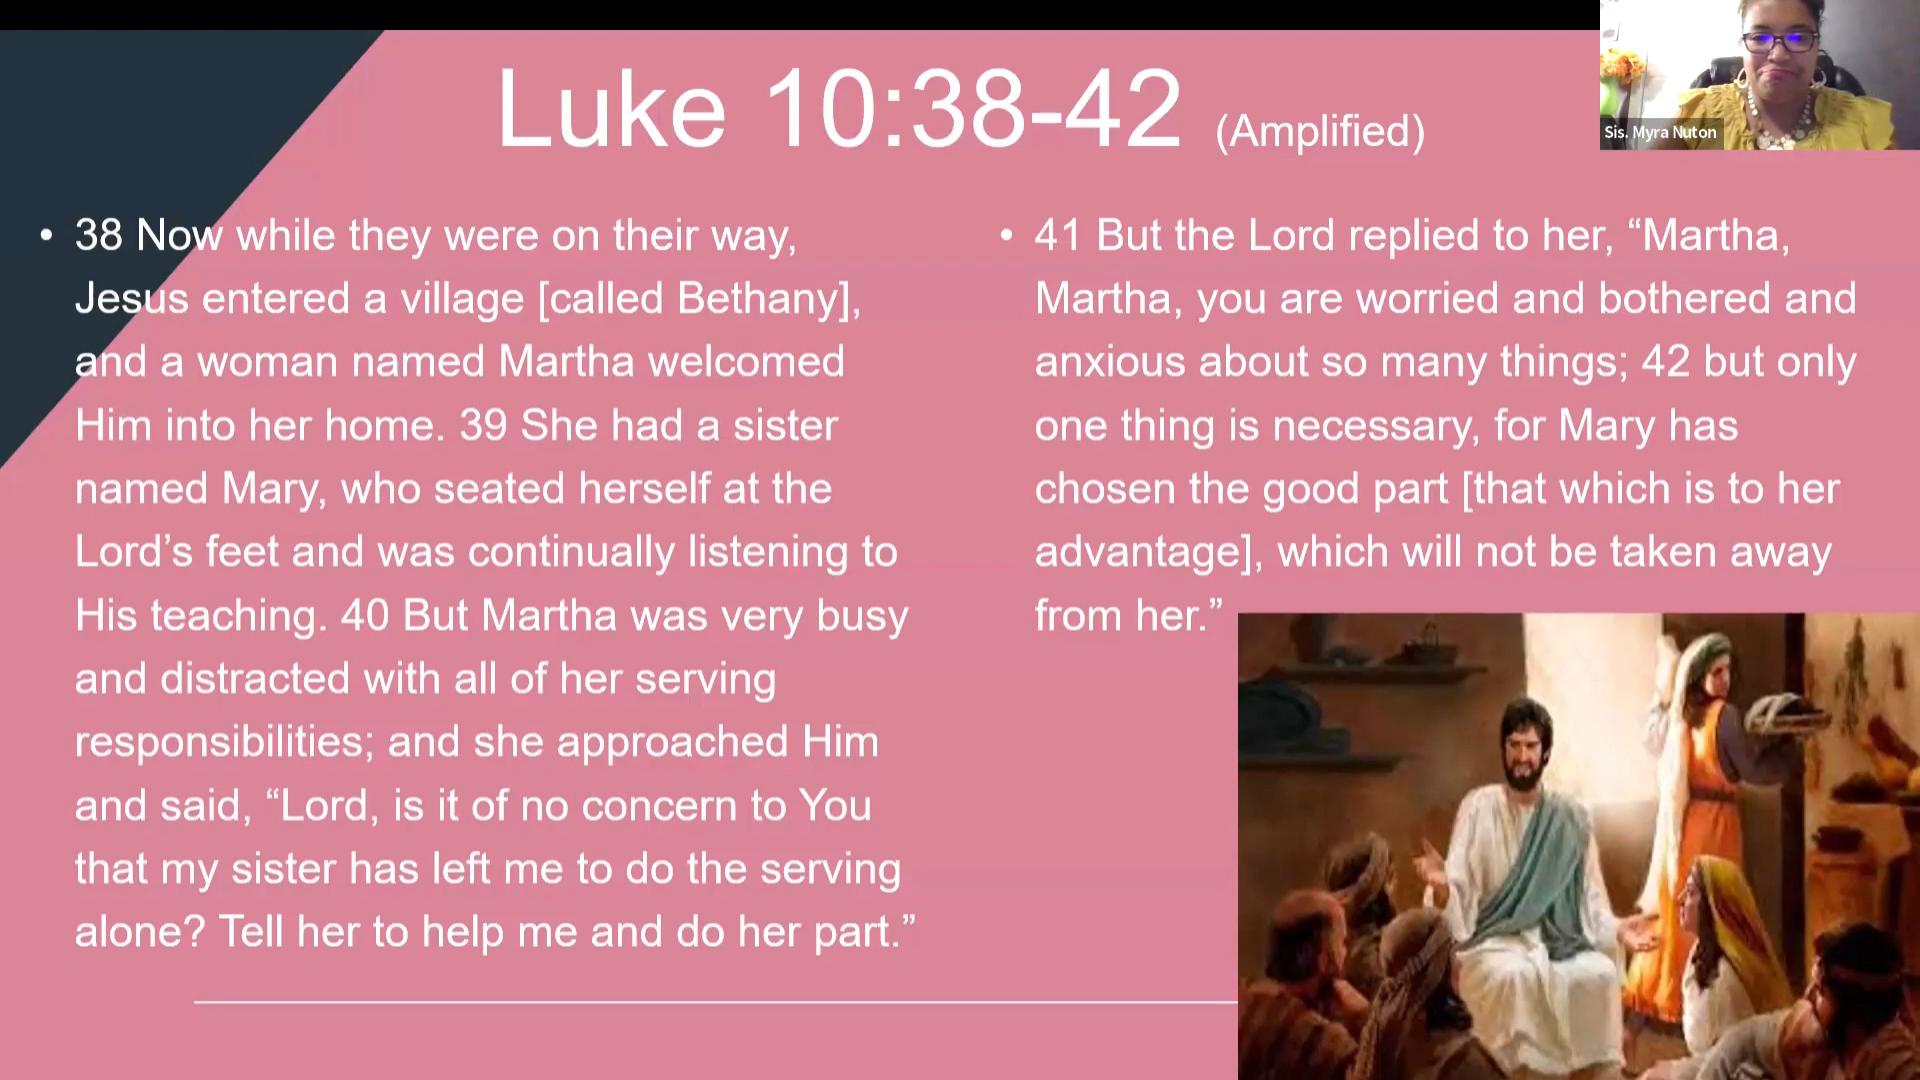 Luke 10:38-42 (Amplified)
Sis. Myra Nuton
• 38 Now while they were on their way,
Jesus entered a village [called Bethany],
and a woman named Martha welcomed
Him into her home. 39 She had a sister
named Mary, who seated herself at the
Lord’s feet and was continually listening to
His teaching. 40 But Martha was very busy
and distracted with all of her serving
responsibilities; and she approached Him
and said, “Lord, is it of no concern to You
that my sister has left me to do the serving
alone? Tell her to help me and do her part.”
• 41 But the Lord replied to her, “Martha,
Martha, you are worried and bothered and
anxious about so many things; 42 but only
one thing is necessary, for Mary has
chosen the good part [that which is to her
advantage], which will not be taken away
from her.”